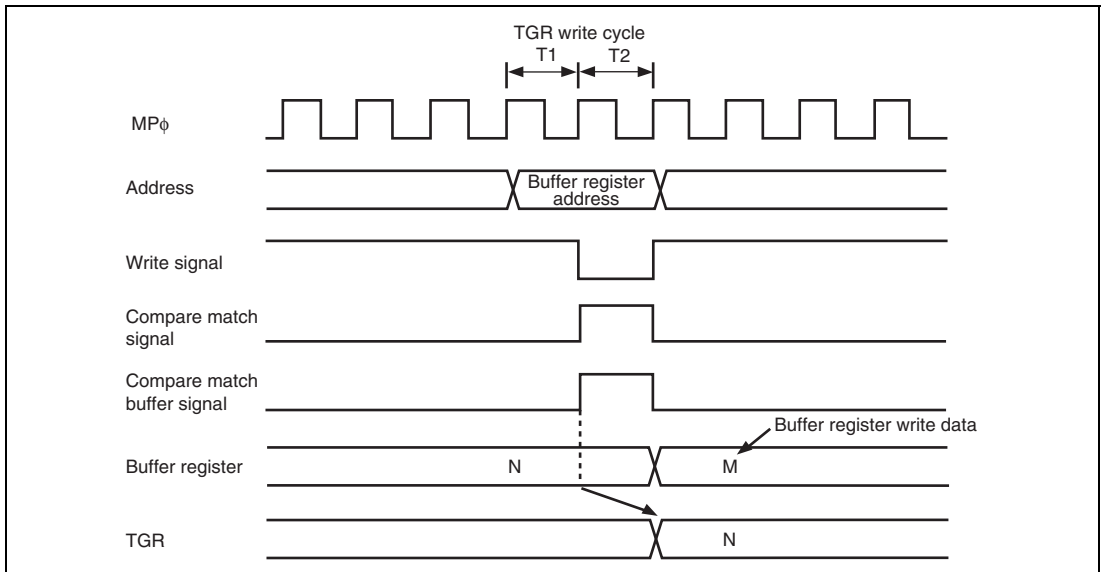 TGR write cycle
T1 T2
MPφ
Address
Buffer register
address
Write signal
Compare match
signal
Compare match
buffer signal
Buffer register write data
Buffer register N M
TGR N